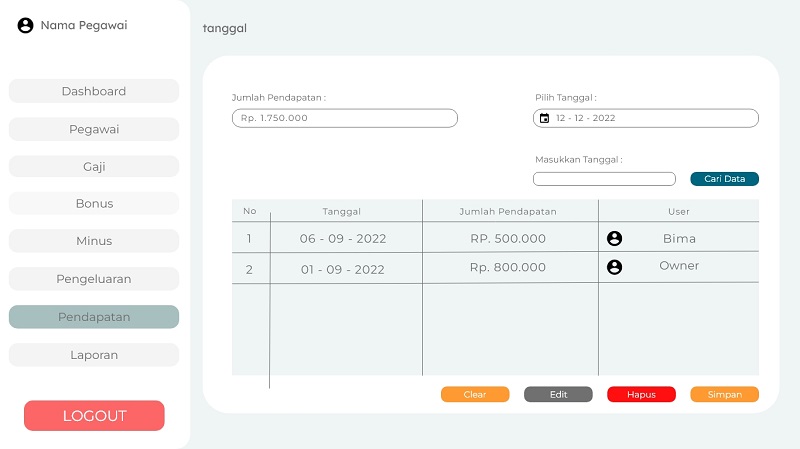 Nama Pegawai
tanggal
Dashboard
Pegawai
Gaji
Bonus
Minus
Pengeluaran
Pendapatan
Laporan
LOGOUT
Jumlah Pendapatan :
Rp. 1.750.000
Pilih Tanggal :
12 - 12 - 2022
Masukkan Tanggal :
Cari Data
No Tanggal Jumlah Pendapatan User
1 06 - 09 - 2022 RP. 500.000 Bima
2 01 - 09 - 2022 Rp. 800.000 Owner
Clear Edit Hapus Simpan